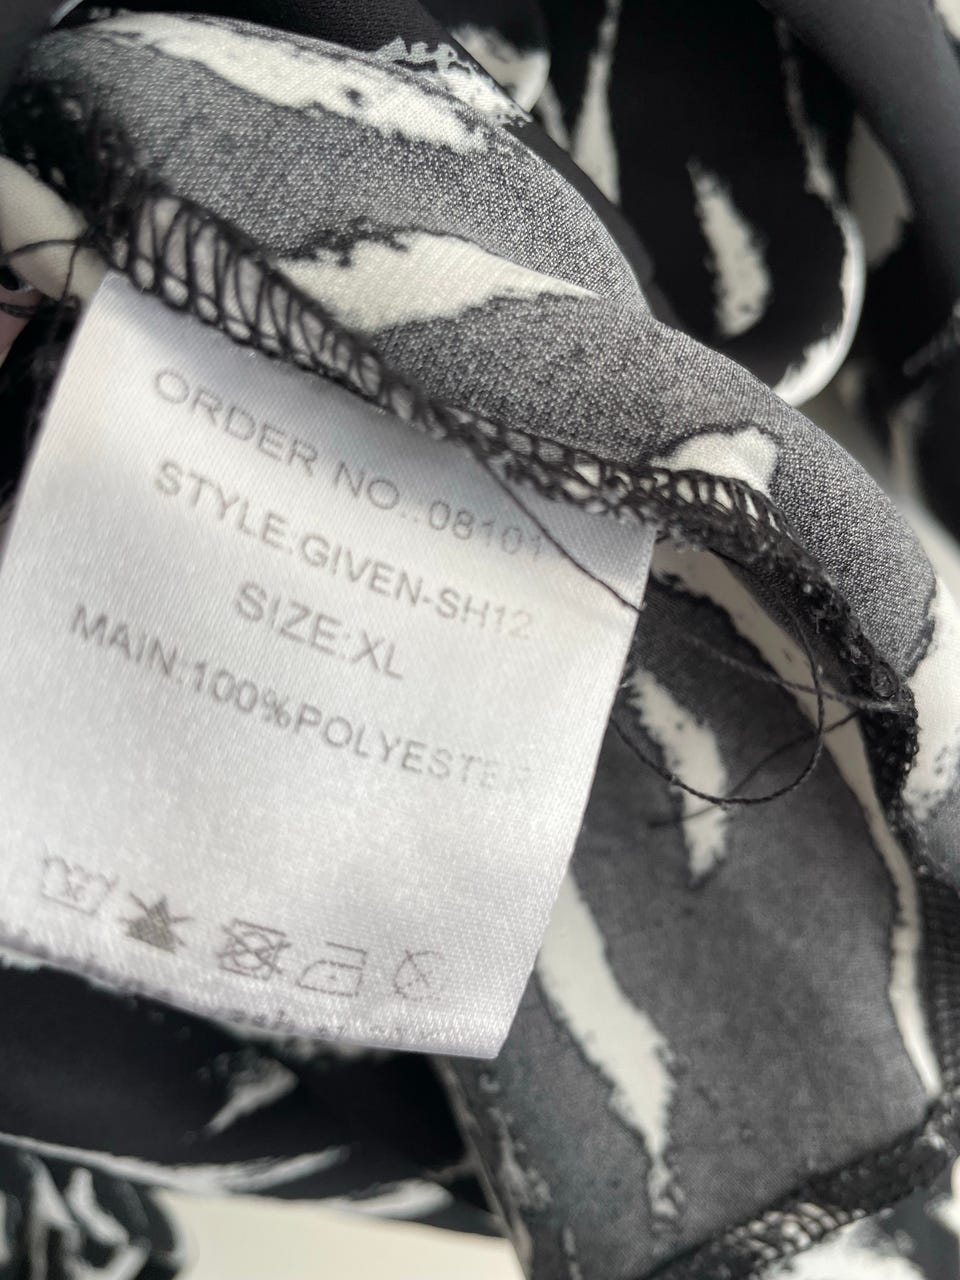 ORDER NO.:08101
STYLE:GIVEN-SH12
SIZE:XL
MAIN:100%POLYESTER